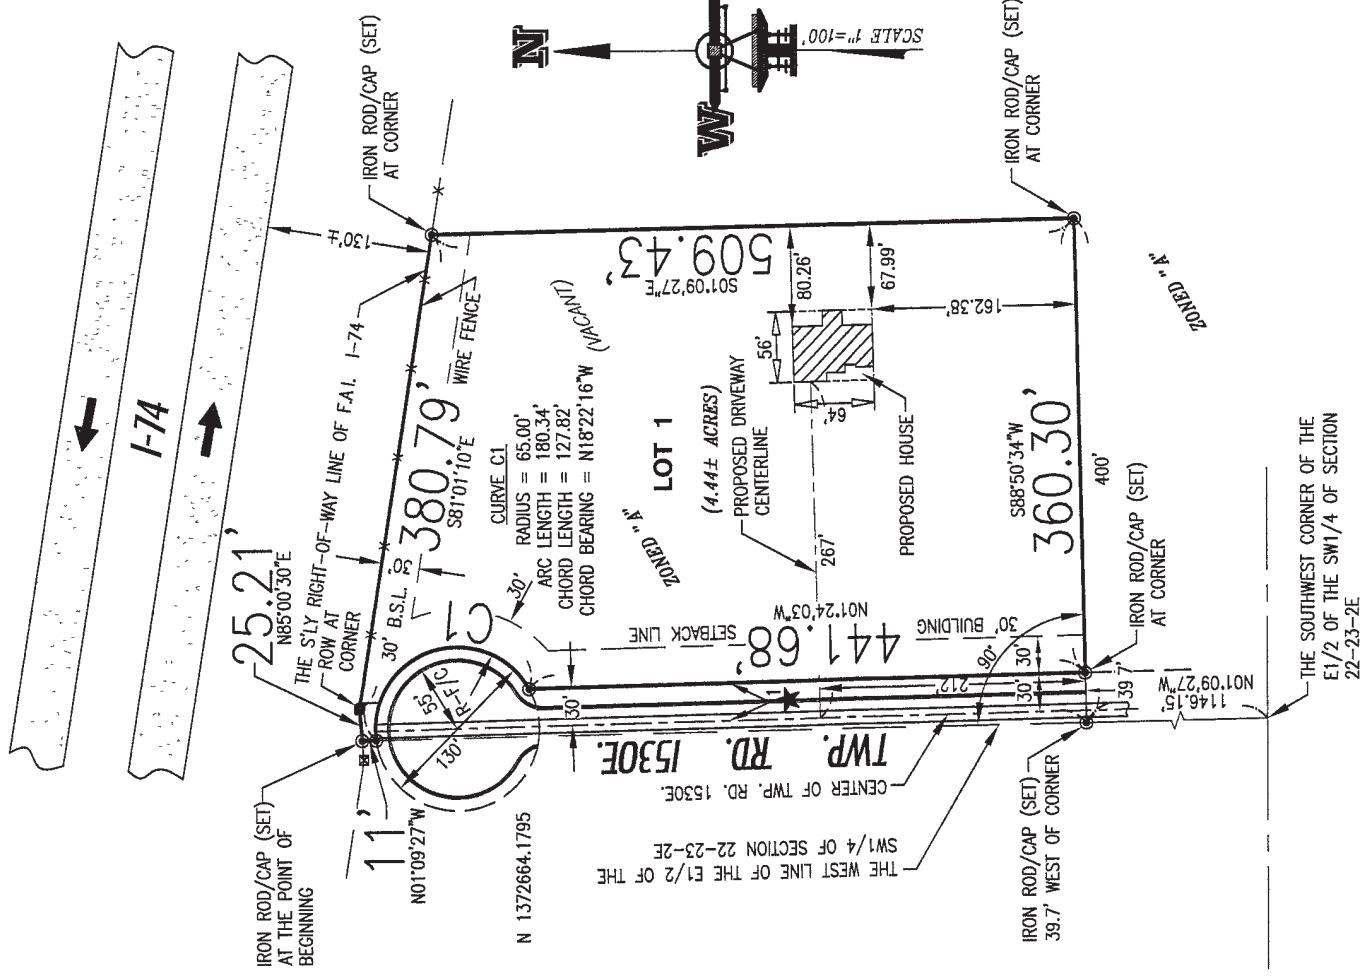 I-74
IRON ROD/CAP (SET)
AT CORNER
N
W
SCALE 1"=100'
IRON ROD/CAP (SET)
AT CORNER
130'±
25.21'
N85°00'30"E
THE S'LY RIGHT-OF-WAY LINE OF F.A.I. I-74
ROW AT
CORNER
30' B.S.L.
30'
380.79'
S81°01'10"E
WIRE FENCE
CURVE C1
RADIUS = 65.00'
ARC LENGTH = 180.34'
CHORD LENGTH = 127.82'
CHORD BEARING = N18°22'16"W
(VACANT)
509.43'
S01°09'27"E
80.26'
67.99'
162.38'
56'
64'
ZONED "A"
LOT 1
(4.44± ACRES)
PROPOSED DRIVEWAY
CENTERLINE
267'
PROPOSED HOUSE
ZONED "A"
C1
30'
55'
R-F/C
130'
30'
441.68'
N01°24'03"W
30' BUILDING
SETBACK LINE
212'
90°
30'
30'
39.7'
S88°50'34"W
360.30'
400'
1
TWP. RD. 1530E.
CENTER OF TWP. RD. 1530E.
THE WEST LINE OF THE E1/2 OF THE
SW1/4 OF SECTION 22-23-2E
IRON ROD/CAP (SET)
AT THE POINT OF
BEGINNING
11'
N01°09'27"W
N 1372664.1795
IRON ROD/CAP (SET)
39.7' WEST OF CORNER
IRON ROD/CAP (SET)
AT CORNER
1146.15'
N01°09'27"W
THE SOUTHWEST CORNER OF THE
E1/2 OF THE SW1/4 OF SECTION
22-23-2E